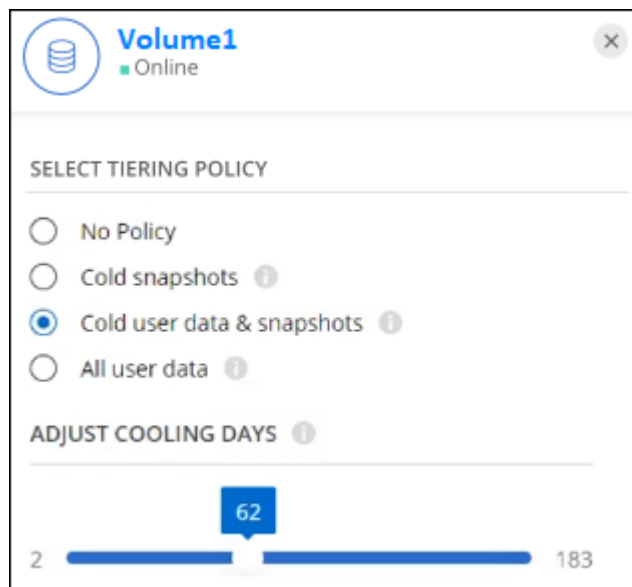 Volume1
Online
SELECT TIERING POLICY
No Policy
Cold snapshots
Cold user data & snapshots
All user data
ADJUST COOLING DAYS
62
2 183